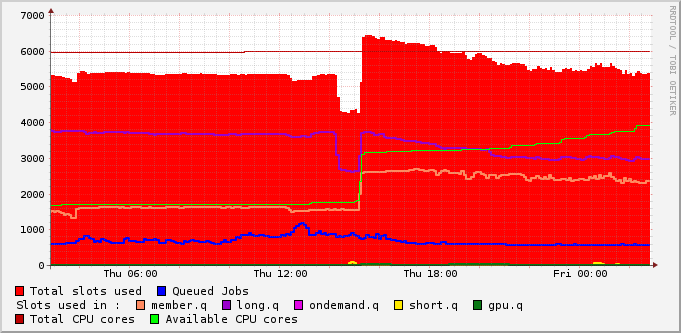 7000
6000
5000
4000
3000
2000
1000
0
Thu 06:00 Thu 12:00 Thu 18:00 Fri 00:00
RRDTOOL / TOBI OETIKER
Total slots used Queued Jobs
Slots used in : member.q long.q ondemand.q short.q gpu.q
Total CPU cores Available CPU cores